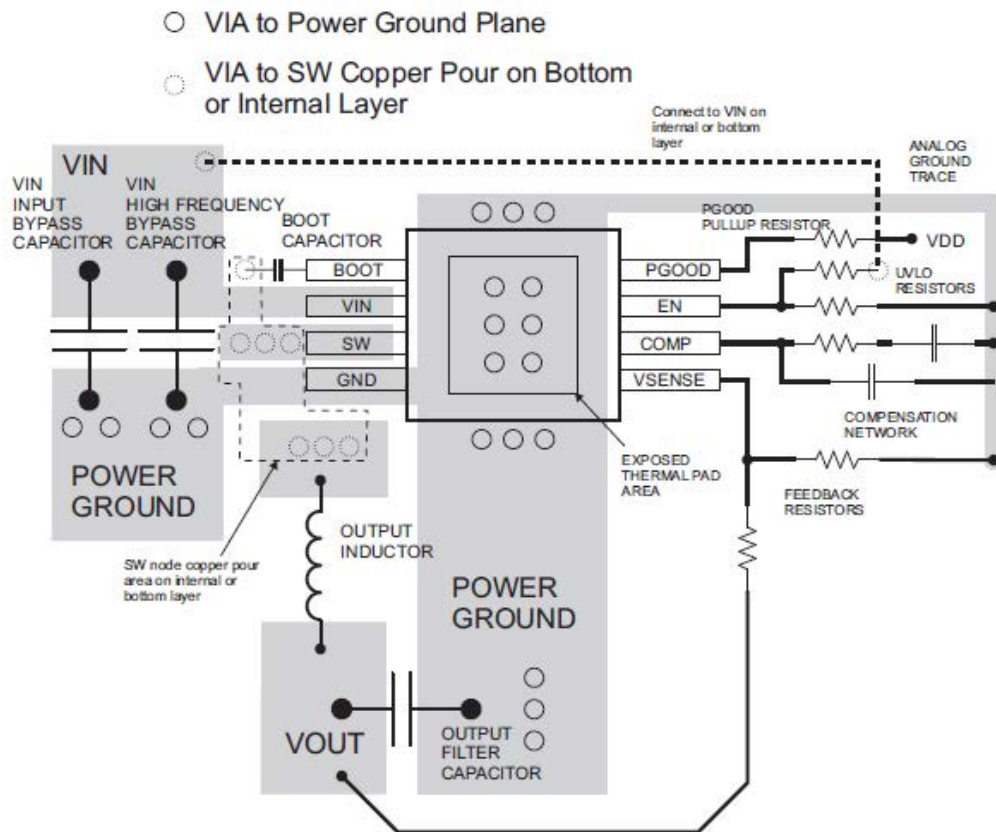 VIA to Power Ground Plane
VIA to SW Copper Pour on Bottom
or Internal Layer
Connect to VIN on
internal or bottom
layer
ANALOG
GROUND
TRACE
VIN
VIN
INPUT
BYPASS
CAPACITOR
VIN
HIGH FREQUENCY
BYPASS
CAPACITOR
BOOT
CAPACITOR
PGOOD
PULLUP RESISTOR
VDD
BOOT
VIN
SW
GND
PGOOD
EN
COMP
VSENSE
UVLO
RESISTORS
COMPENSATION
NETWORK
EXPOSED
THERMAL PAD
AREA
FEEDBACK
RESISTORS
POWER
GROUND
OUTPUT
INDUCTOR
SW node copper pour
area on internal or
bottom layer
POWER
GROUND
VOUT
OUTPUT
FILTER
CAPACITOR